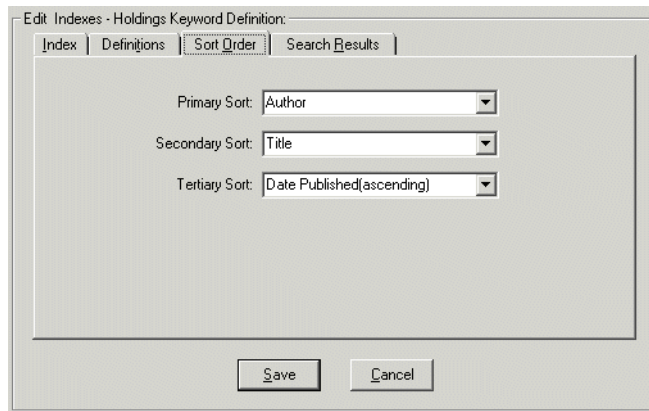 Edit Indexes - Holdings Keyword Definition:
Index Definitions Sort Order Search Results
Primary Sort: Author
Secondary Sort: Title
Tertiary Sort: Date Published(ascending)
Save Cancel